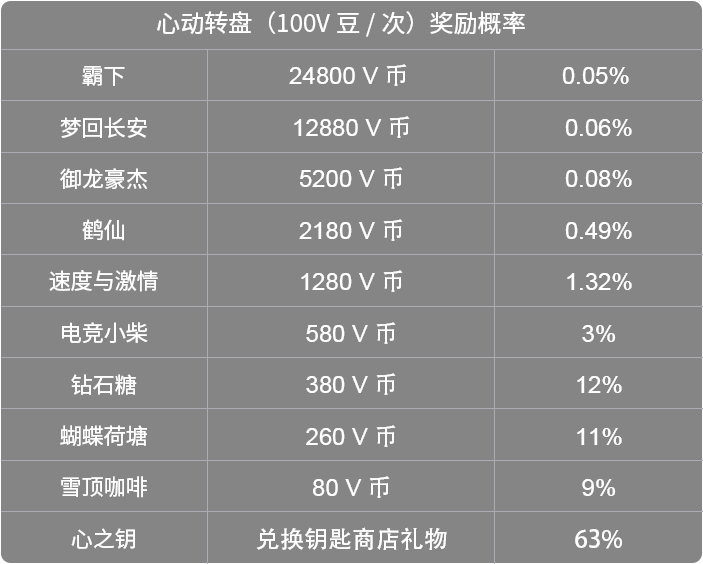 心动转盘（100V 豆 / 次）奖励概率
霸下 24800 V 币 0.05%
梦回长安 12880 V 币 0.06%
御龙豪杰 5200 V 币 0.08%
鹤仙 2180 V 币 0.49%
速度与激情 1280 V 币 1.32%
电竞小柴 580 V 币 3%
钻石糖 380 V 币 12%
蝴蝶荷塘 260 V 币 11%
雪顶咖啡 80 V 币 9%
心之钥 兑换钥匙商店礼物 63%